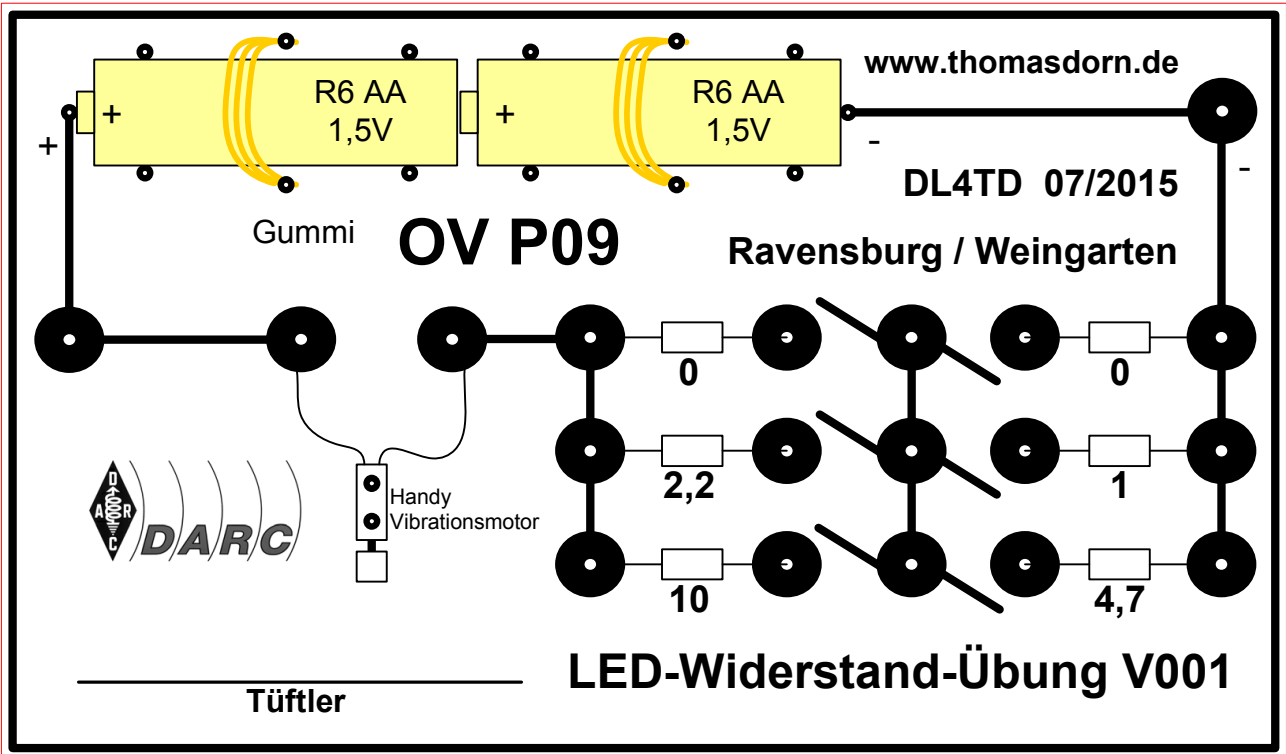 www.thomasdorn.de
R6 AA
1,5V
R6 AA
1,5V
+
+
+
-
-
DL4TD 07/2015
Gummi
OV P09
Ravensburg / Weingarten
0
0
2,2
1
10
4,7
Handy
Vibrationsmotor
D
A R
C
DARC
LED-Widerstand-Übung V001
Tüftler